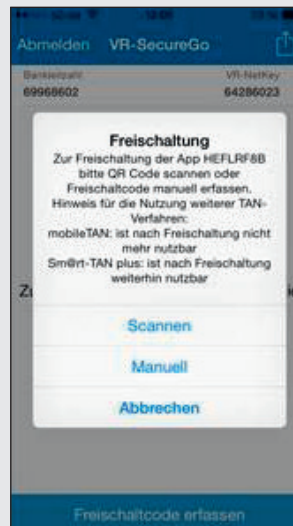 Abmelden VR-SecureGo
Bankleitzahl VR-NetKey
69968602 64286023
Freischaltung
Zur Freischaltung der App HEFLRF8B
bitte QR Code scannen oder
Freischaltcode manuell erfassen.
Hinweis für die Nutzung weiterer TAN-
Verfahren:
mobileTAN: ist nach Freischaltung nicht
mehr nutzbar
Sm@rt-TAN plus: ist nach Freischaltung
weiterhin nutzbar
Scannen
Manuell
Abbrechen
Freischaltcode erfassen